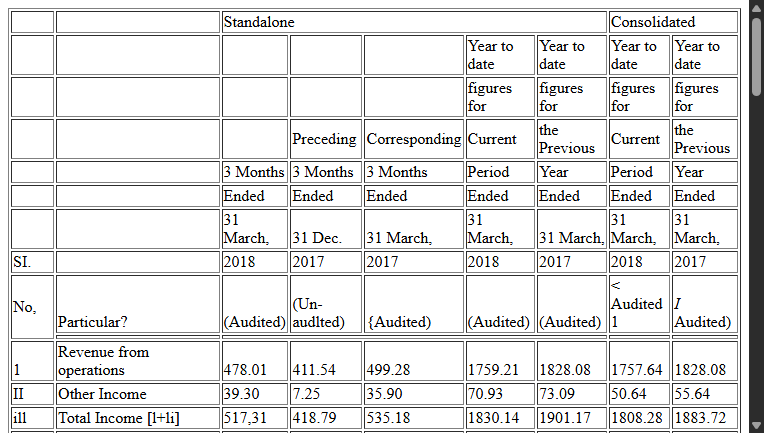 Standalone Consolidated
Year to date Year to date Year to date Year to date
figures for figures for figures for figures for
Preceding Corresponding Current the Previous Current the Previous
3 Months 3 Months 3 Months Period Year Period Year
Ended Ended Ended Ended Ended Ended Ended
31 March, 31 Dec. 31 March, 31 March, 31 March, 31 March, 31 March,
SI. 2018 2017 2017 2018 2017 2018 2017
No, Particular? (Audited) (Un-audlted) {Audited) (Audited) (Audited) < Audited 1 I Audited)
1 Revenue from operations 478.01 411.54 499.28 1759.21 1828.08 1757.64 1828.08
II Other Income 39.30 7.25 35.90 70.93 73.09 50.64 55.64
ill Total Income [l+li] 517,31 418.79 535.18 1830.14 1901.17 1808.28 1883.72